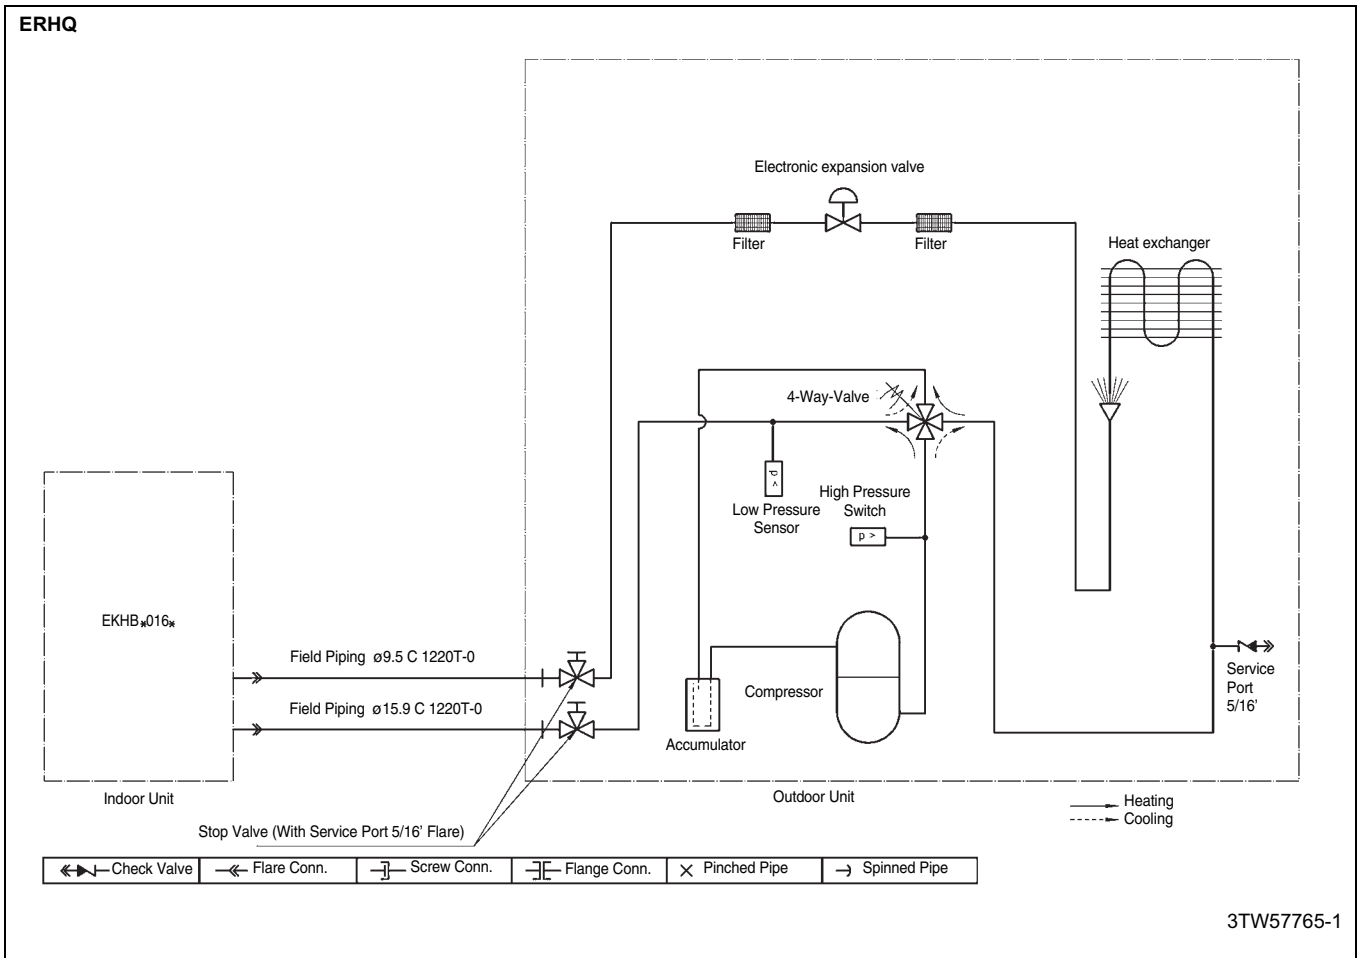 ERHQ
Electronic expansion valve
Filter
Filter
Heat exchanger
4-Way-Valve
p >
Low Pressure
Sensor
High Pressure
Switch
p >
EKHB*016*
Field Piping ø9.5 C 1220T-0
Field Piping ø15.9 C 1220T-0
Compressor
Accumulator
Service
Port
5/16'
Indoor Unit
Outdoor Unit
Heating
Cooling
Stop Valve (With Service Port 5/16' Flare)
Check Valve
Flare Conn.
Screw Conn.
Flange Conn.
Pinched Pipe
Spinned Pipe
3TW57765-1